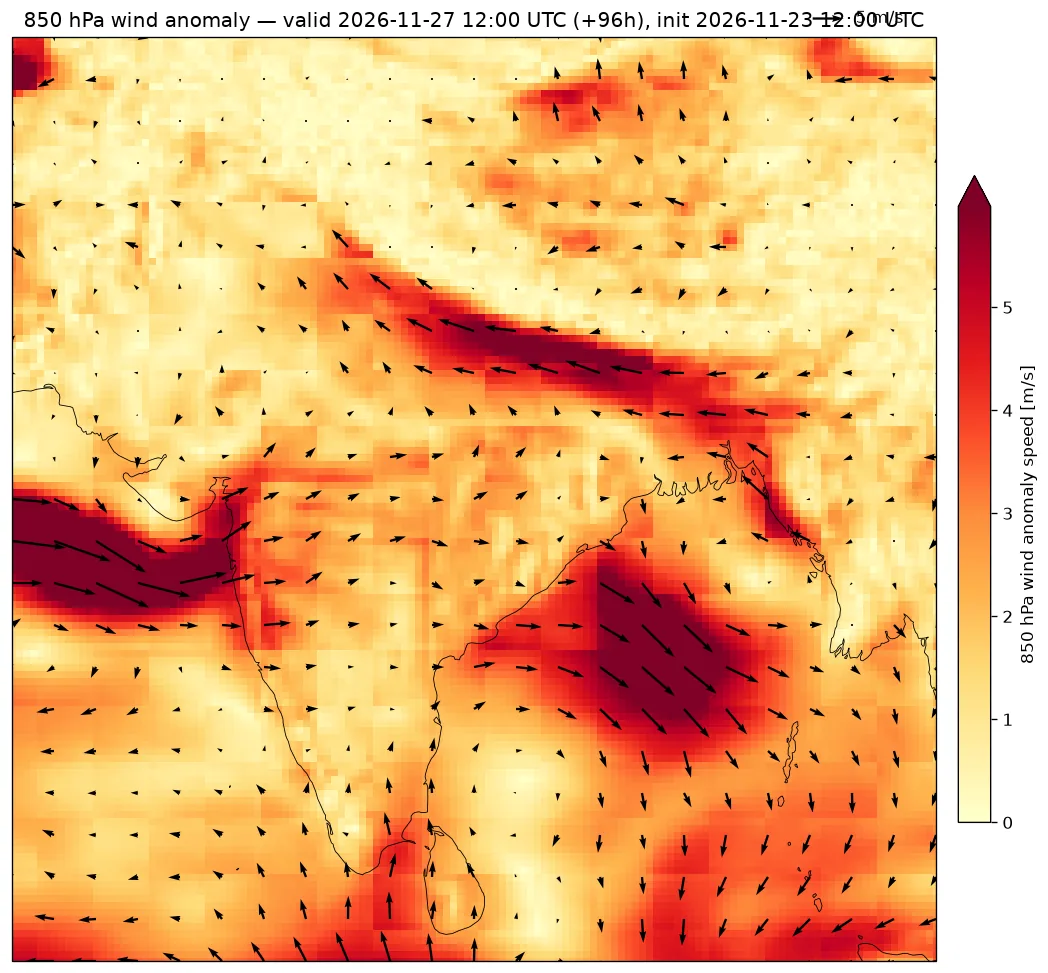 850 hPa wind anomaly — valid 2026-11-27 12:00 UTC (+96h), init 2026-11-23 12:00 UTC
5 m/s
5
4
3
2
1
0
850 hPa wind anomaly speed [m/s]